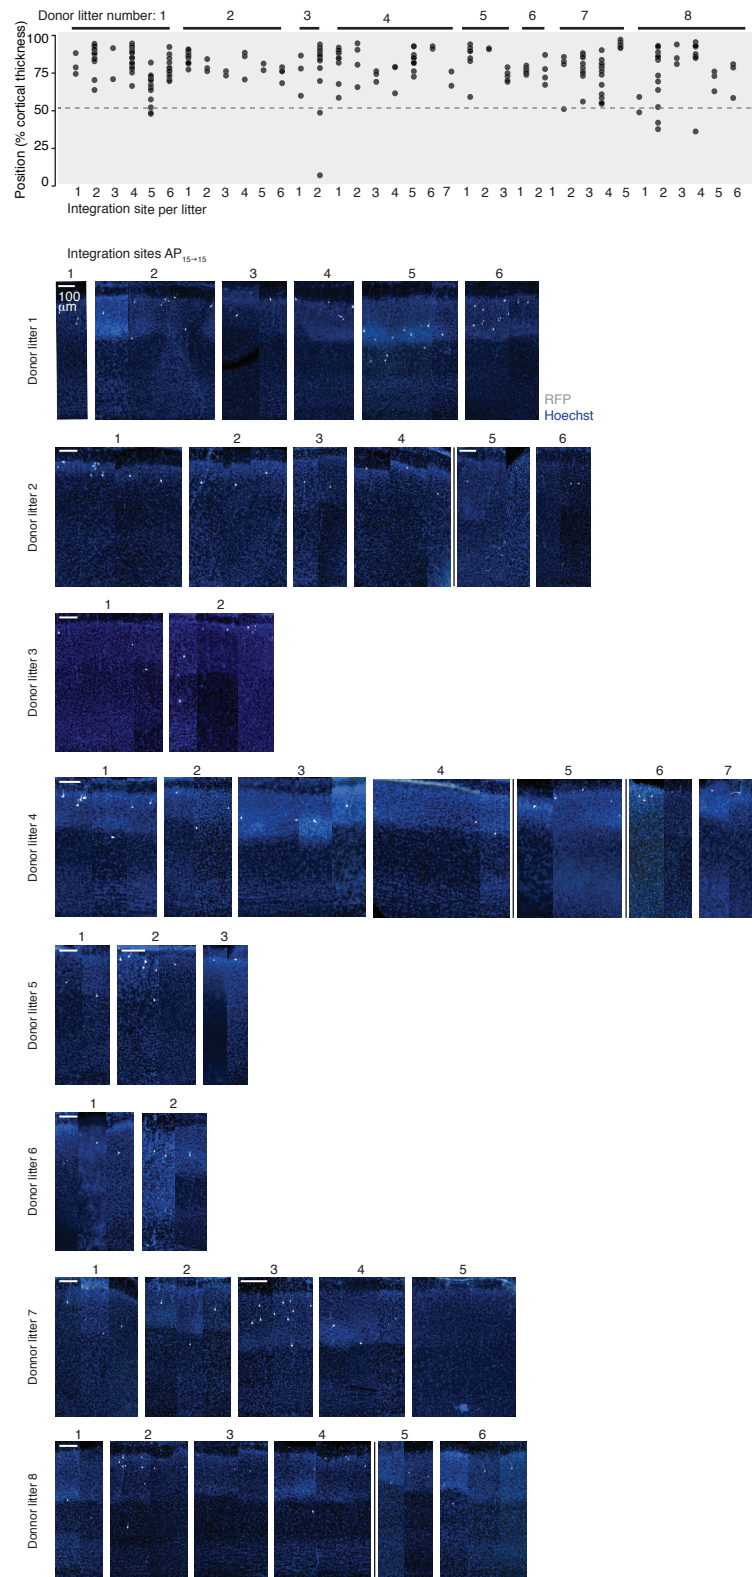 Donor litter number: 1 2 3 4 5 6 7 8
Position (% cortical thickness)
100
75
50
25
0
1 2 3 4 5 6 1 2 3 4 5 6 1 2 1 2 3 4 5 6 7 1 2 3 1 2 1 2 3 4 5 1 2 3 4 5 6
Integration site per litter
Integration sites AP15→15
1 2 3 4 5 6
100
μm
Donor litter 1
RFP
Hoechst
1 2 3 4 5 6
Donor litter 2
1 2
Donor litter 3
1 2 3 4 5 6 7
Donor litter 4
1 2 3
Donor litter 5
1 2
Donor litter 6
1 2 3 4 5
Donnor litter 7
1 2 3 4 5 6
Donnor litter 8